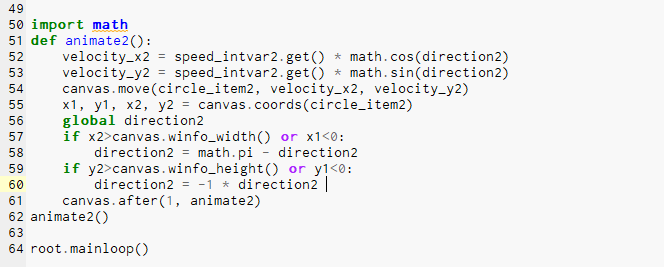 49
50 import math
51 def animate2():
52     velocity_x2 = speed_intvar2.get() * math.cos(direction2)
53     velocity_y2 = speed_intvar2.get() * math.sin(direction2)
54     canvas.move(circle_item2, velocity_x2, velocity_y2)
55     x1, y1, x2, y2 = canvas.coords(circle_item2)
56     global direction2
57     if x2>canvas.winfo_width() or x1<0:
58         direction2 = math.pi - direction2
59     if y2>canvas.winfo_height() or y1<0:
60         direction2 = -1 * direction2
61     canvas.after(1, animate2)
62 animate2()
63
64 root.mainloop()